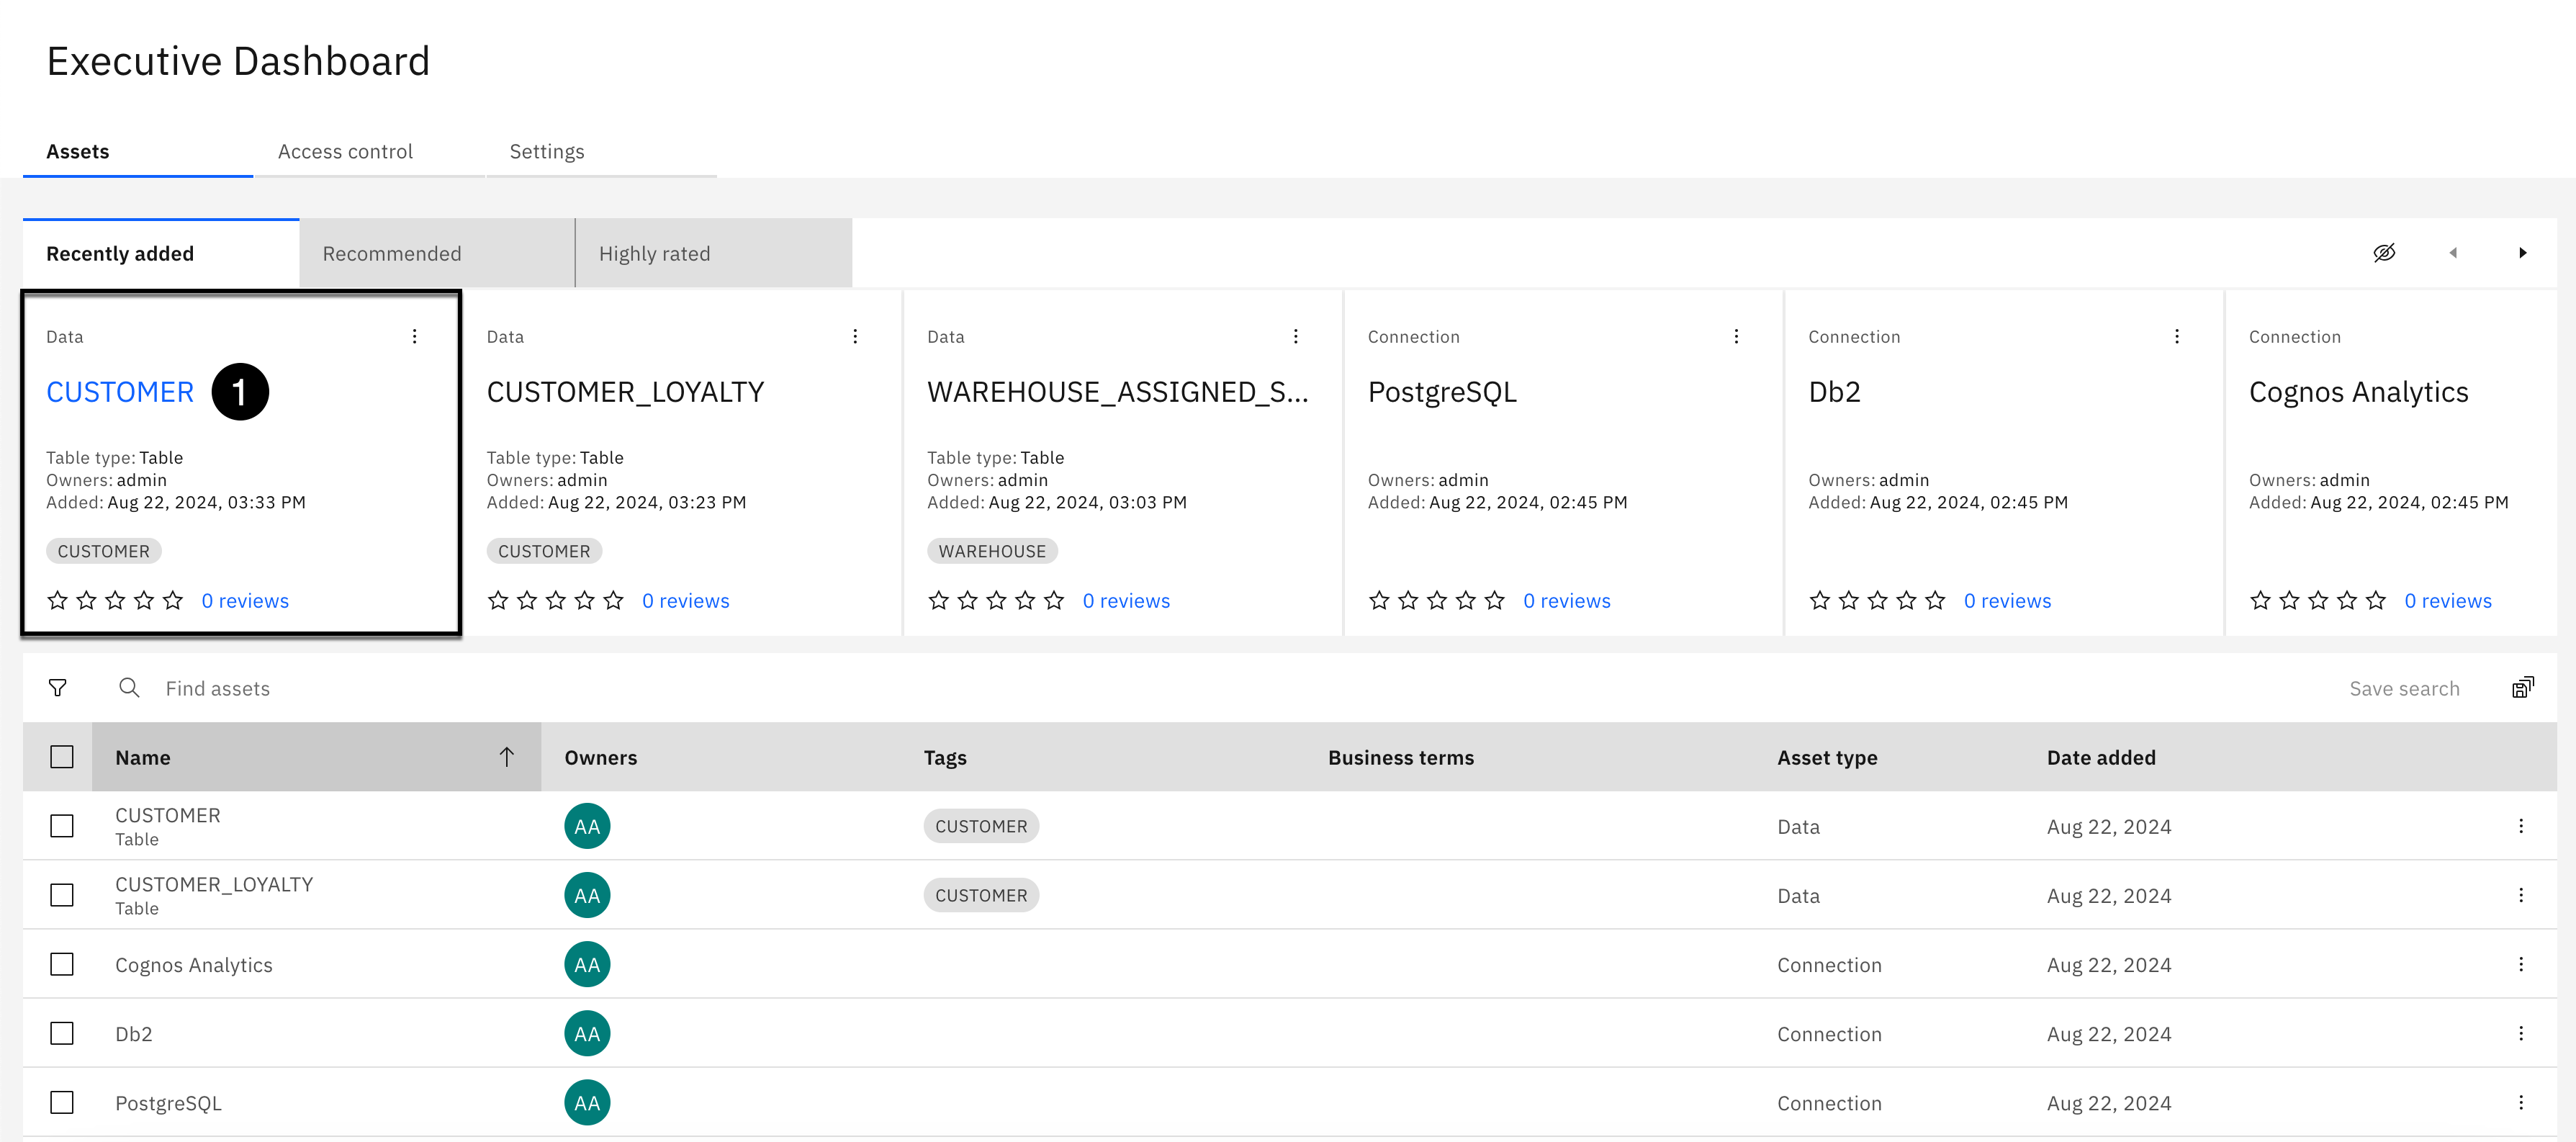 Executive Dashboard
Assets
Access control
Settings
Recently added
Recommended
Highly rated
Data
CUSTOMER 1
Table type: Table
Owners: admin
Added: Aug 22, 2024, 03:33 PM
CUSTOMER
0 reviews
Data
CUSTOMER_LOYALTY
Table type: Table
Owners: admin
Added: Aug 22, 2024, 03:23 PM
CUSTOMER
0 reviews
Data
WAREHOUSE_ASSIGNED_S...
Table type: Table
Owners: admin
Added: Aug 22, 2024, 03:03 PM
WAREHOUSE
0 reviews
Connection
PostgreSQL
Owners: admin
Added: Aug 22, 2024, 02:45 PM
0 reviews
Connection
Db2
Owners: admin
Added: Aug 22, 2024, 02:45 PM
0 reviews
Connection
Cognos Analytics
Owners: admin
Added: Aug 22, 2024, 02:45 PM
0 reviews
Find assets
Save search
Name Owners Tags Business terms Asset type Date added
CUSTOMER
Table
AA CUSTOMER Data Aug 22, 2024
CUSTOMER_LOYALTY
Table
AA CUSTOMER Data Aug 22, 2024
Cognos Analytics AA Connection Aug 22, 2024
Db2 AA Connection Aug 22, 2024
PostgreSQL AA Connection Aug 22, 2024